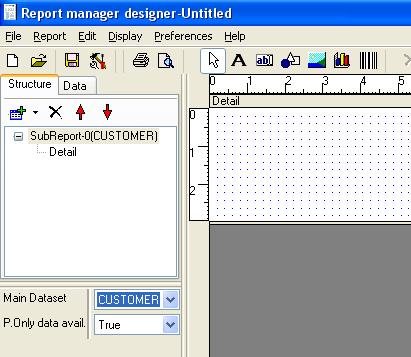 Report manager designer-Untitled
File Report Edit Display Preferences Help
A ab
Structure Data
0 1 2 3 4 5
Detail
SubReport-0(CUSTOMER)
Detail
0
1
2
Main Dataset CUSTOMER
P.Only data avail. True